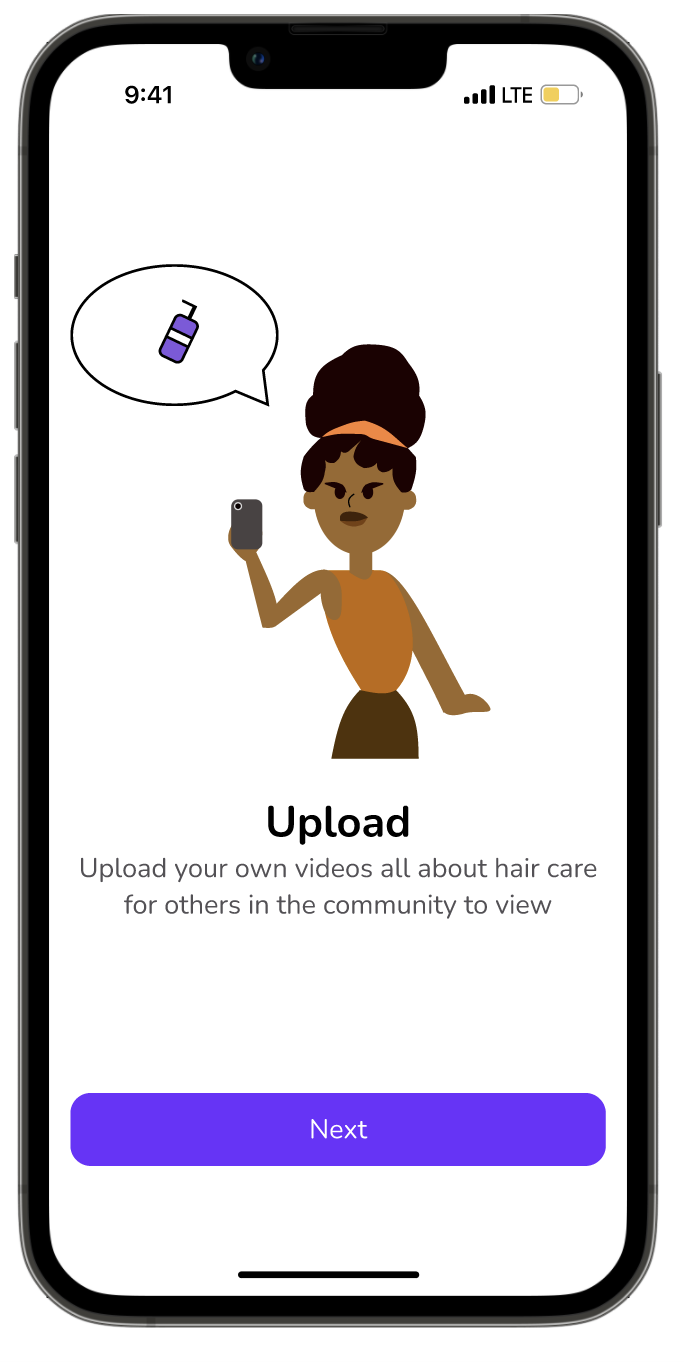 9:41 LTE
Upload
Upload your own videos all about hair care
for others in the community to view
Next